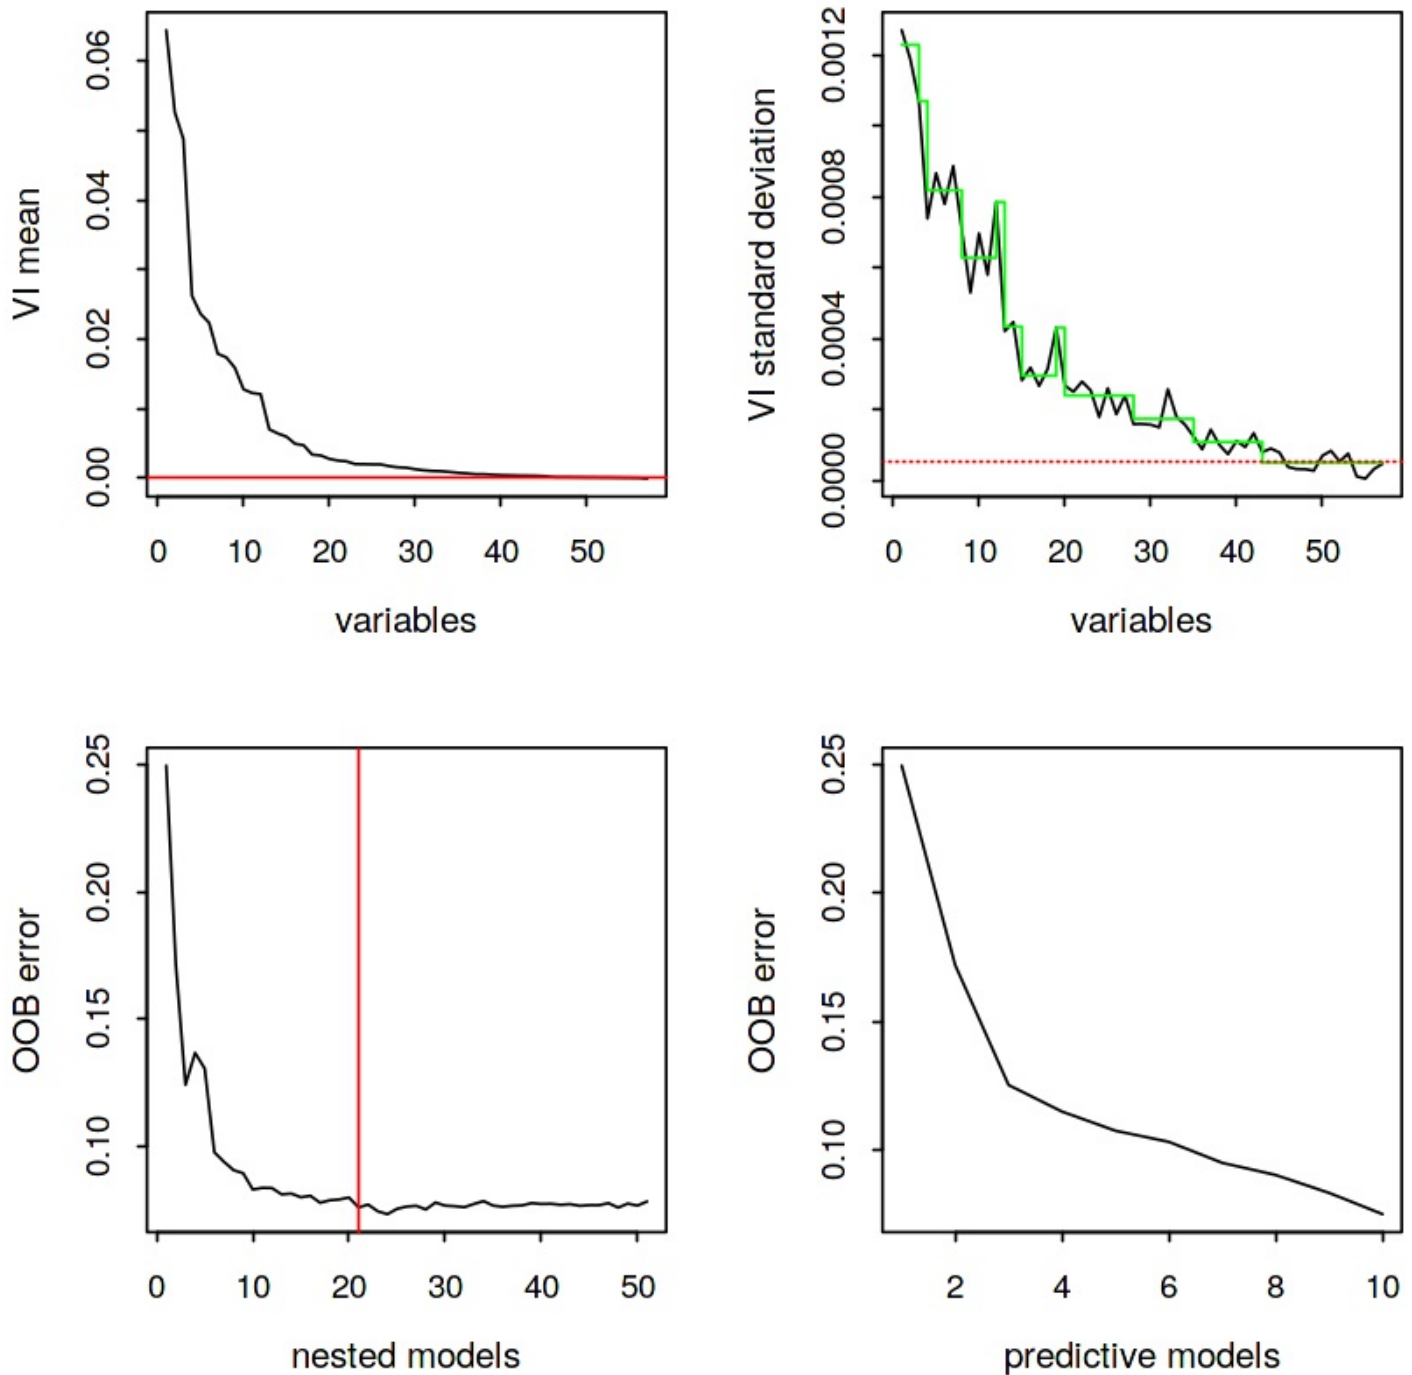 VI mean
0.06
0.04
0.02
0.00
0 10 20 30 40 50
variables
VI standard deviation
0.0012
0.0008
0.0004
0.0000
0 10 20 30 40 50
variables
OOB error
0.25
0.20
0.15
0.10
0 10 20 30 40 50
nested models
OOB error
0.25
0.20
0.15
0.10
2 4 6 8 10
predictive models